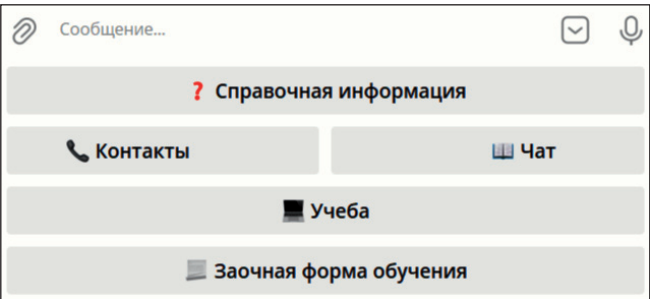 Сообщение...
❓ Справочная информация
📞 Контакты
📖 Чат
💻 Учеба
📜 Заочная форма обучения